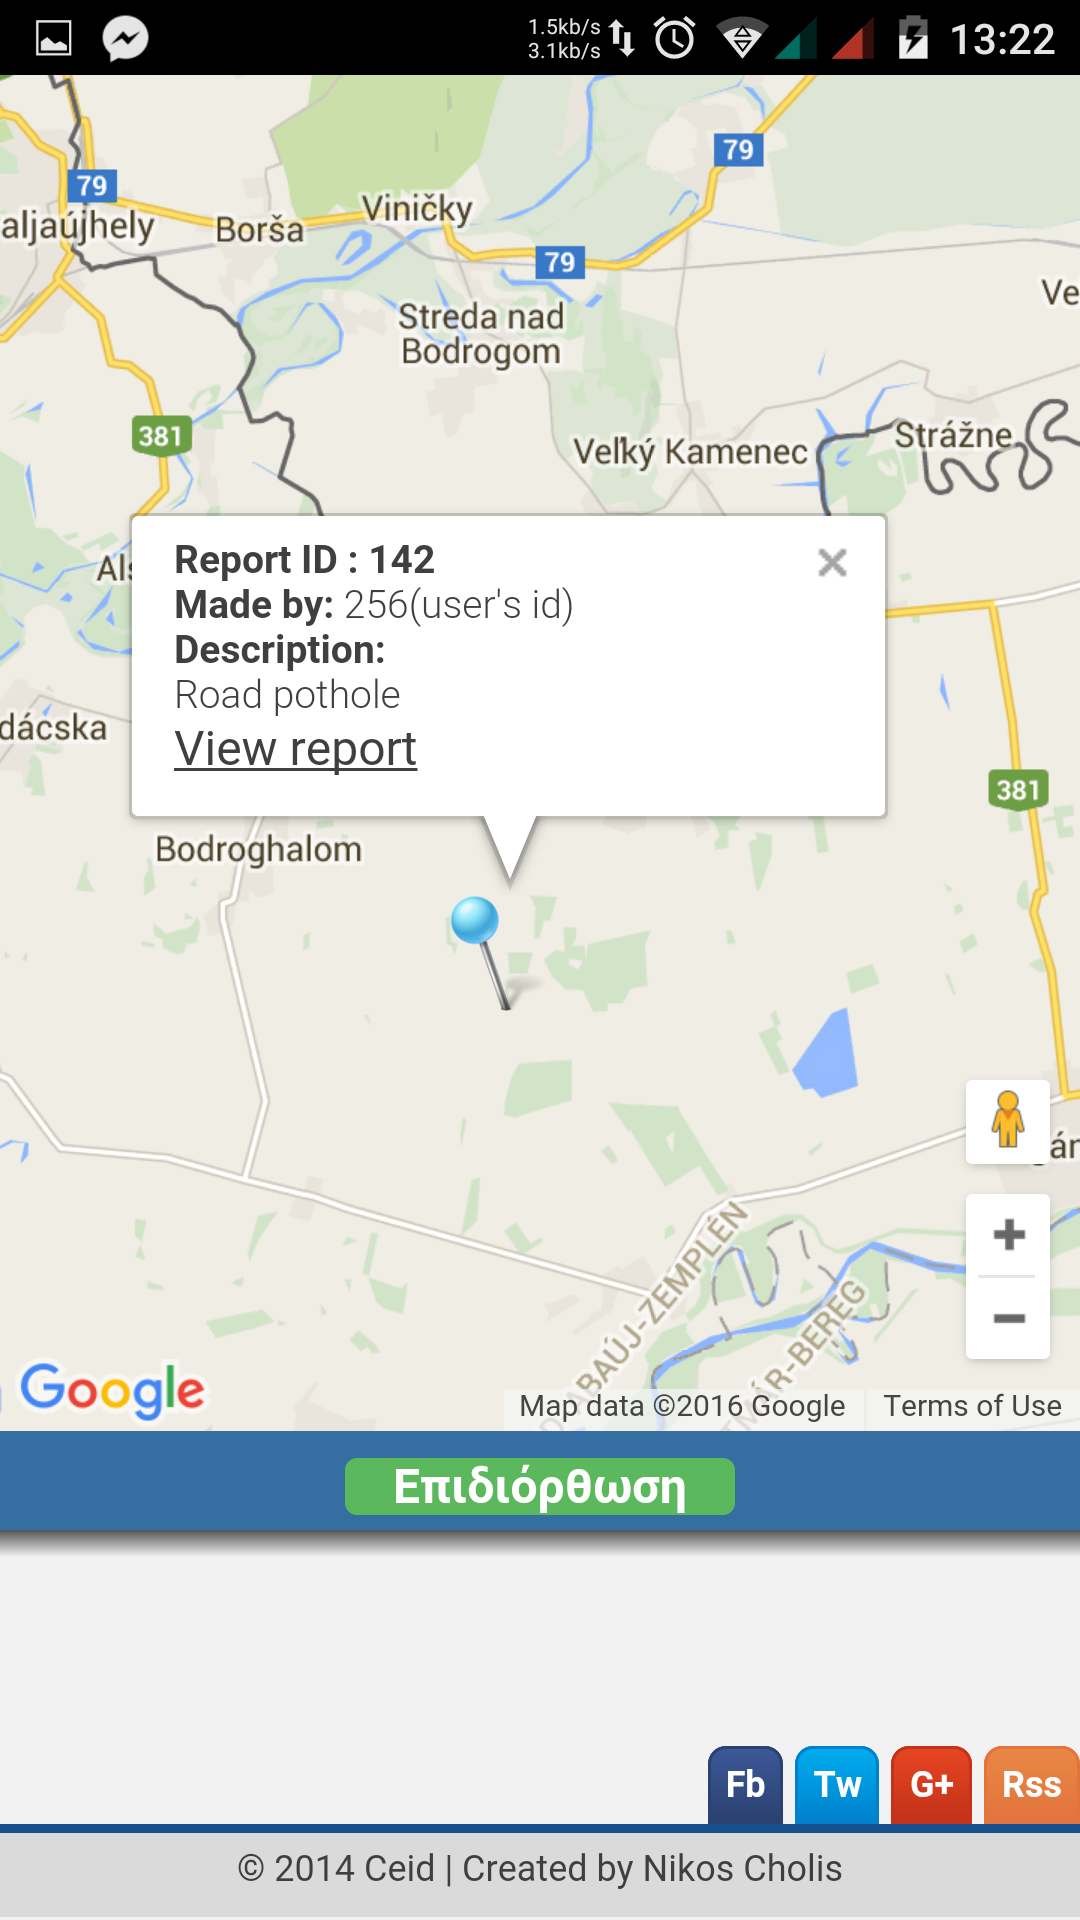 1.5kb/s
3.1kb/s
13:22
79
79
aljaújhely
Borša
Viničky
79
Streda nad
Bodrogom
Ve
381
Veľký Kamenec
Strážne
Als
Report ID : 142
Made by: 256(user's id)
Description:
Road pothole
View report
dácska
381
Bodroghalom
án
ABAÚJ-ZEMPLÉN
ÁR-BEREG
Google
Map data ©2016 Google
Terms of Use
Επιδιόρθωση
Fb
Tw
G+
Rss
© 2014 Ceid | Created by Nikos Cholis